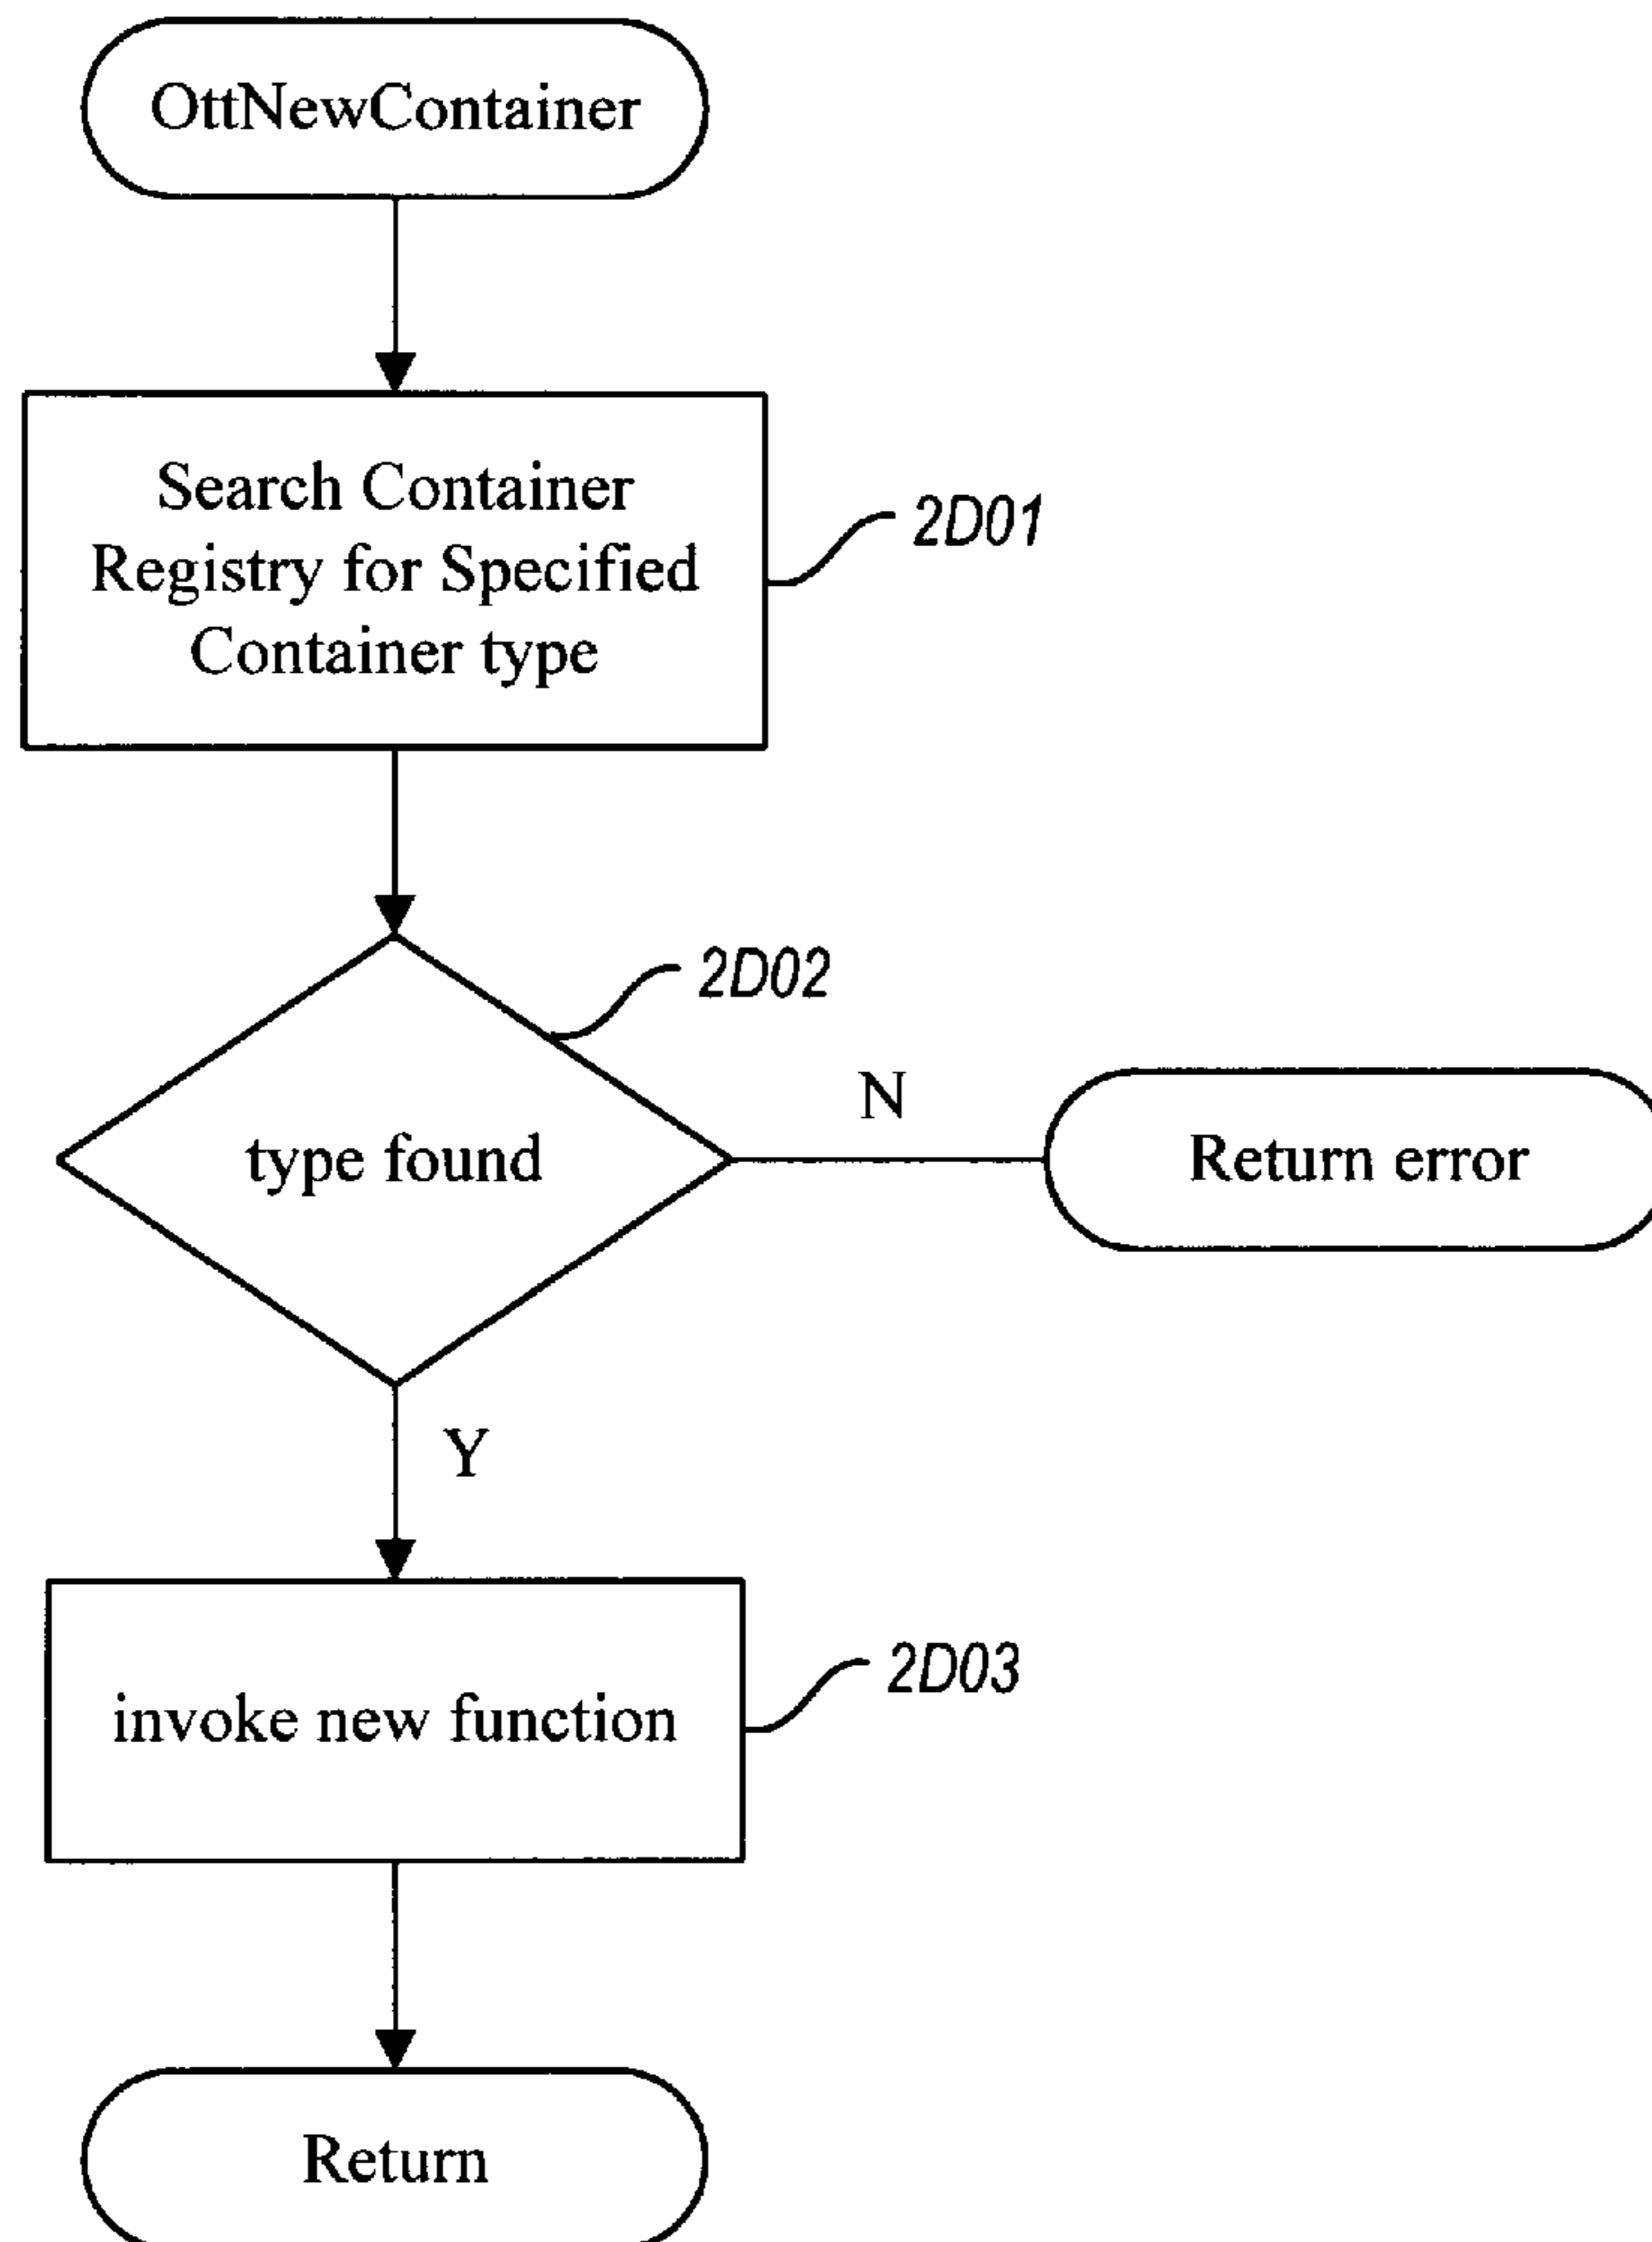 OttNewContainer
Search Container
Registry for Specified
Container type
2D01
2D02
type found
N
Return error
Y
invoke new function
2D03
Return